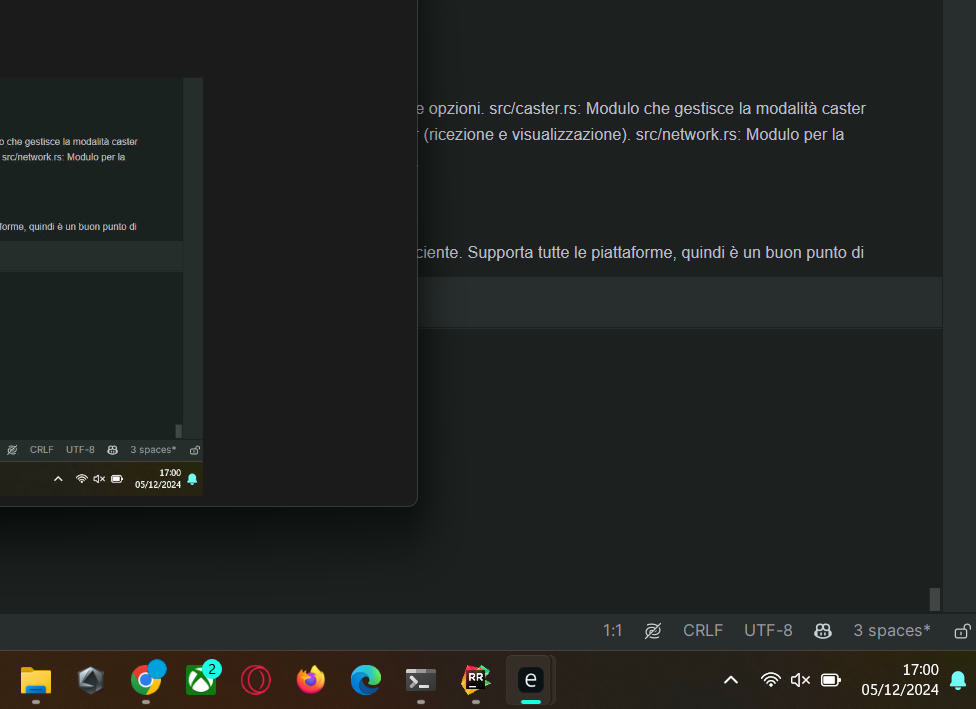 e opzioni. src/caster.rs: Modulo che gestisce la modalità caster
(ricezione e visualizzazione). src/network.rs: Modulo per la
o che gestisce la modalità caster
src/network.rs: Modulo per la
forme, quindi è un buon punto di
ciente. Supporta tutte le piattaforme, quindi è un buon punto di
CRLF UTF-8 3 spaces*
17:00
05/12/2024
1:1 CRLF UTF-8 3 spaces*
2
RR
e
17:00
05/12/2024